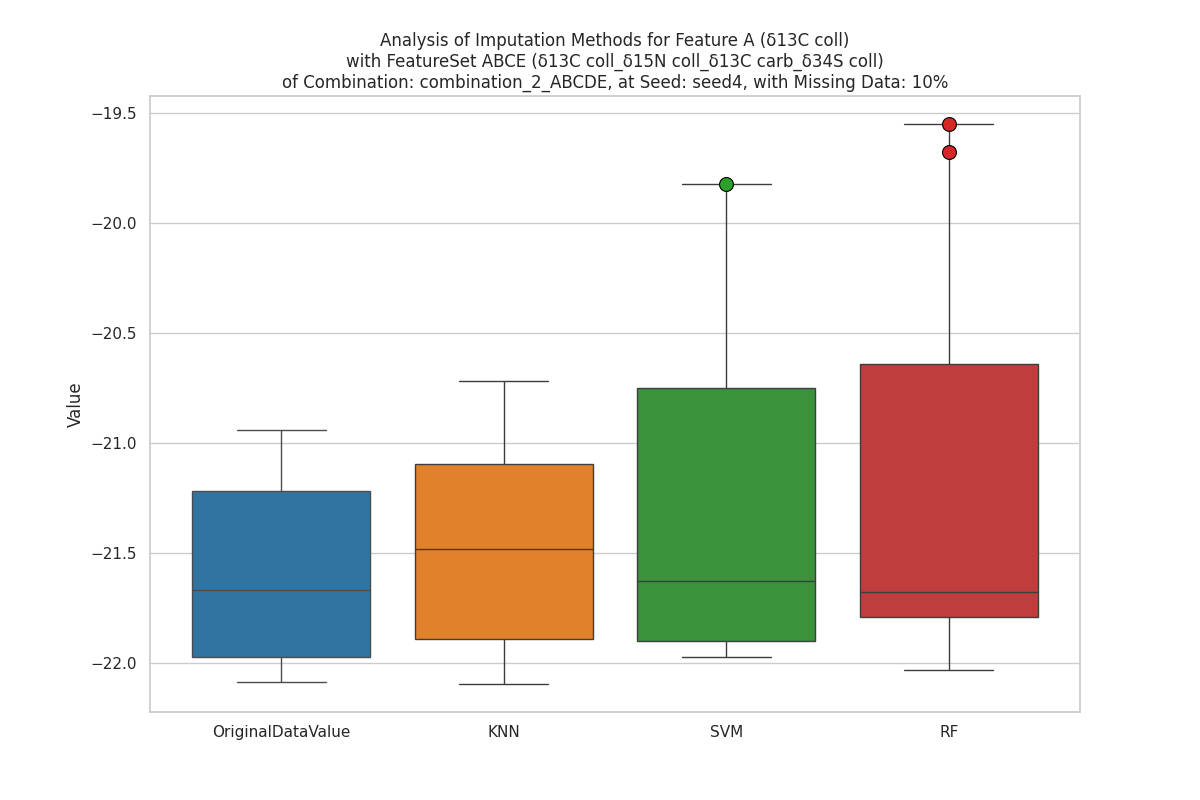 Analysis of Imputation Methods for Feature A (δ13C coll)
with FeatureSet ABCE (δ13C coll_δ15N coll_δ13C carb_δ34S coll)
of Combination: combination_2_ABCDE, at Seed: seed4, with Missing Data: 10%
−19.5
−20.0
−20.5
−21.0
−21.5
−22.0
Value
OriginalDataValue
KNN
SVM
RF